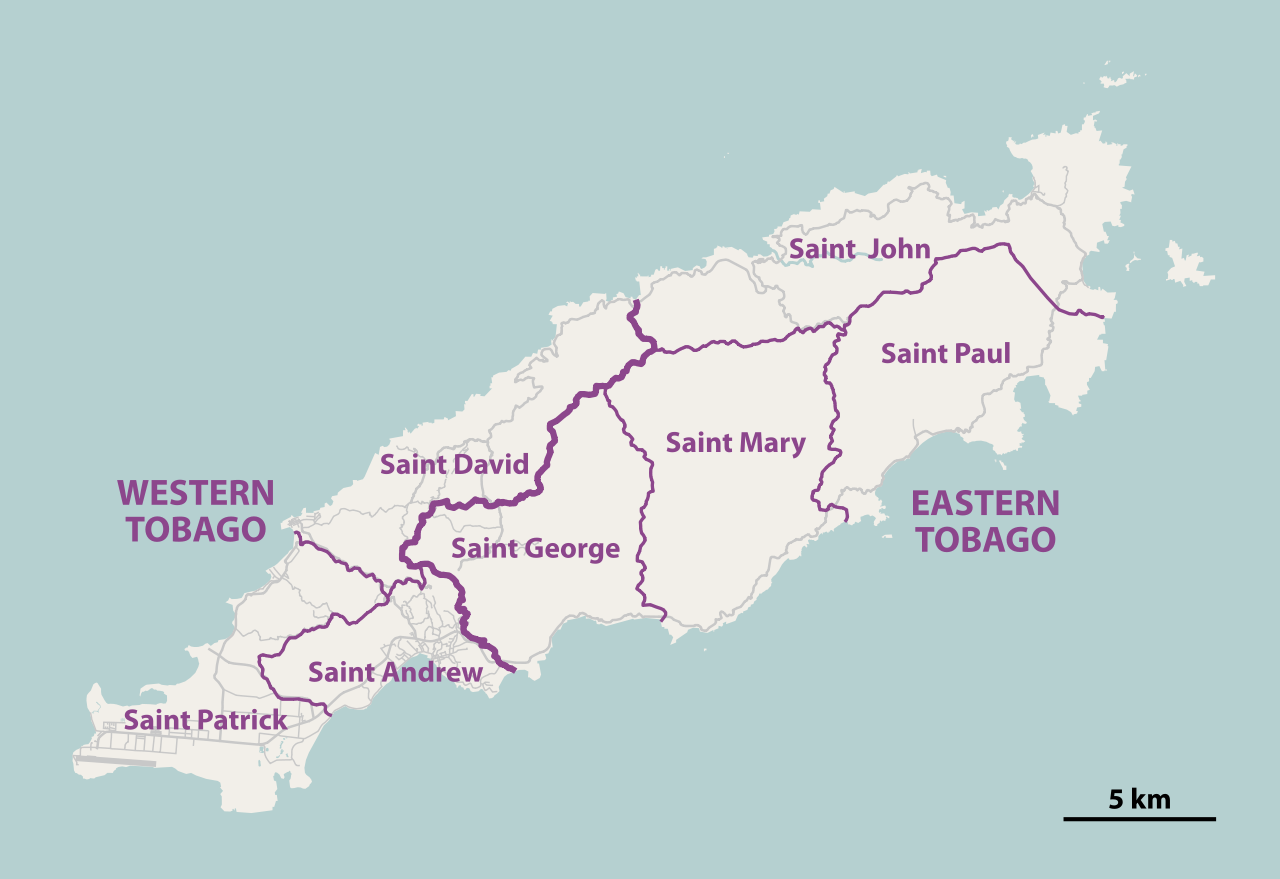 Saint John
Saint Paul
Saint Mary
Saint David
WESTERN
TOBAGO
EASTERN
TOBAGO
Saint George
Saint Andrew
Saint Patrick
5 km